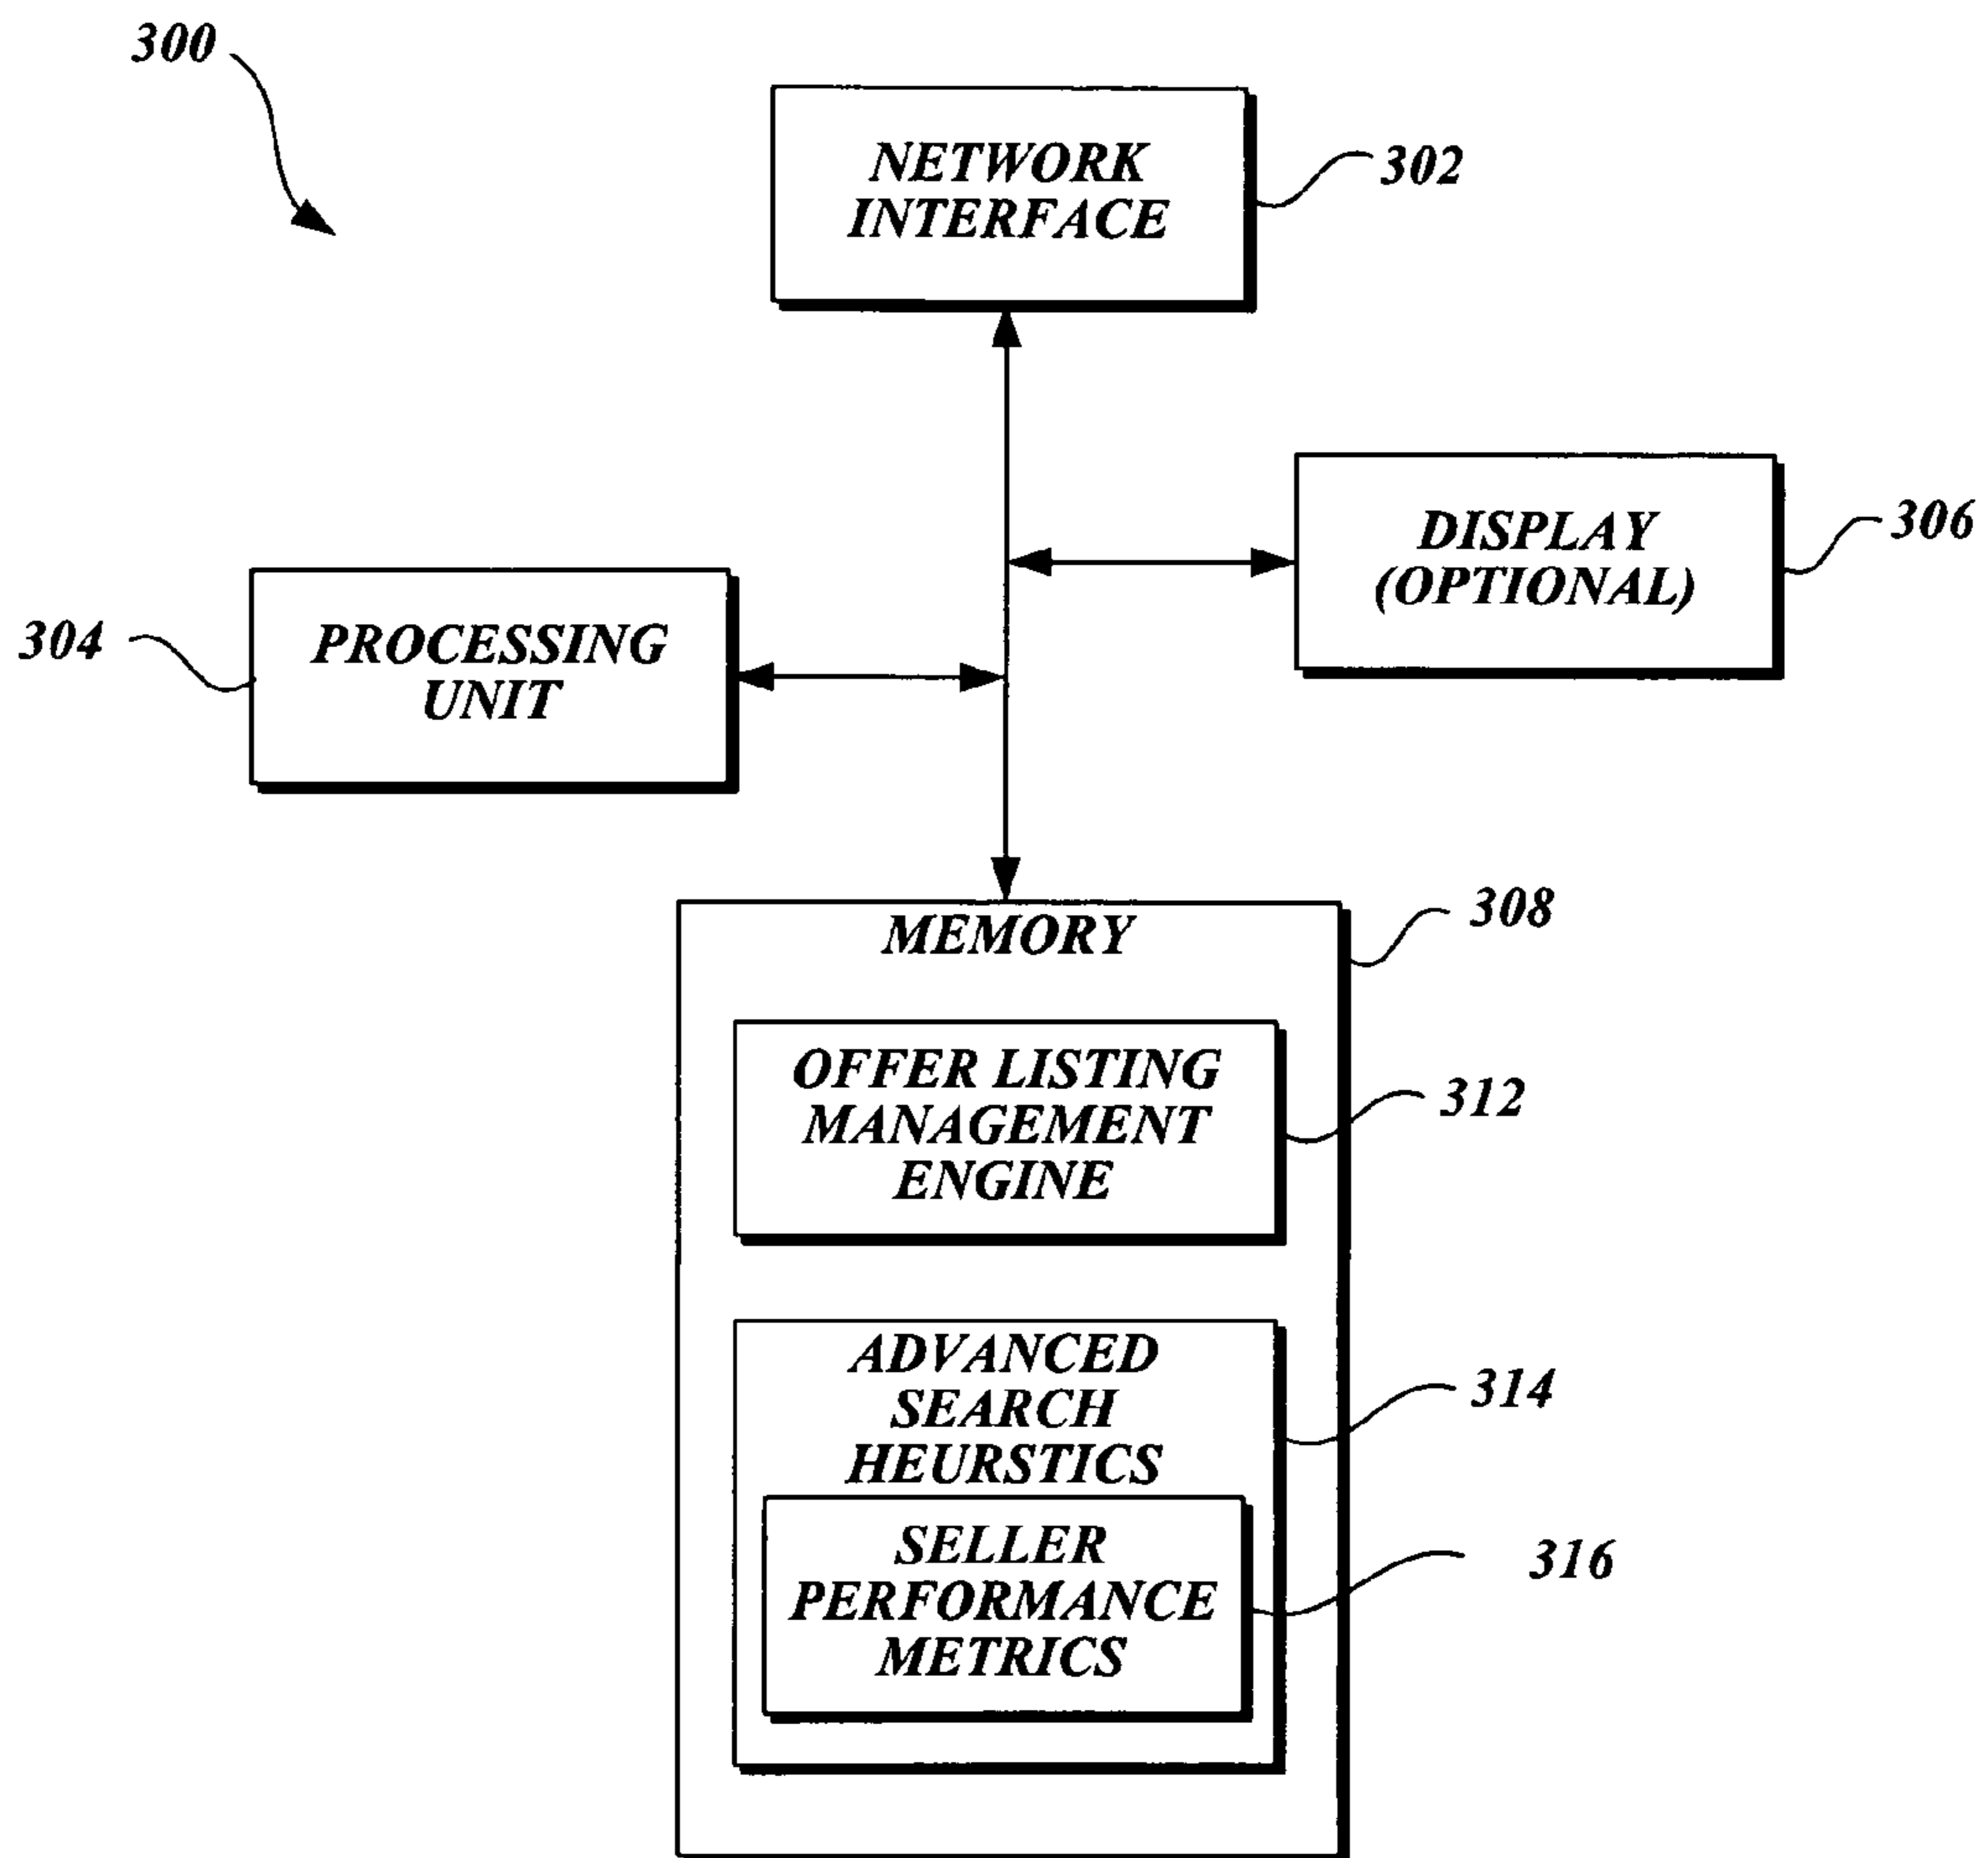 300
NETWORK
INTERFACE
302
DISPLAY
(OPTIONAL)
306
304
PROCESSING
UNIT
MEMORY
308
OFFER LISTING
MANAGEMENT
ENGINE
312
ADVANCED
SEARCH
HEURSTICS
314
SELLER
PERFORMANCE
METRICS
316